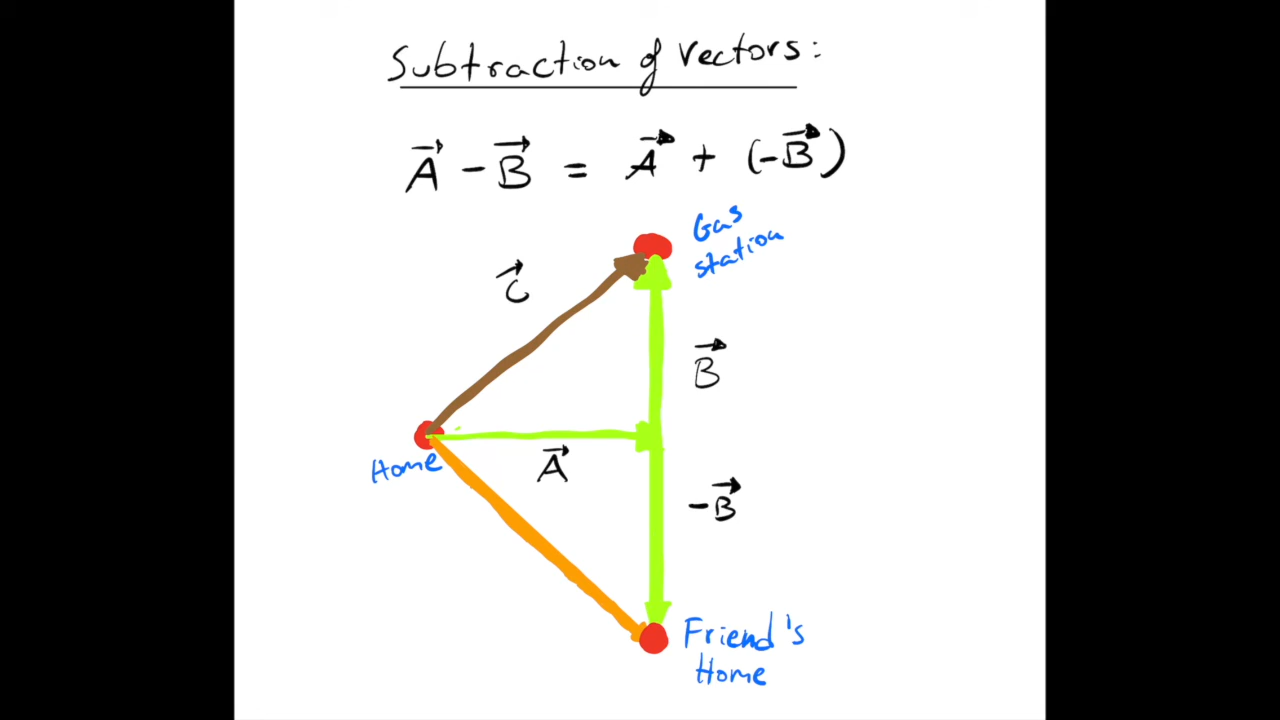 Subtraction of vectors:
A⃗ - B⃗ = A⃗ + (-B⃗)
Gas
station
C⃗
B⃗
Home
A⃗
-B⃗
Friend's
Home